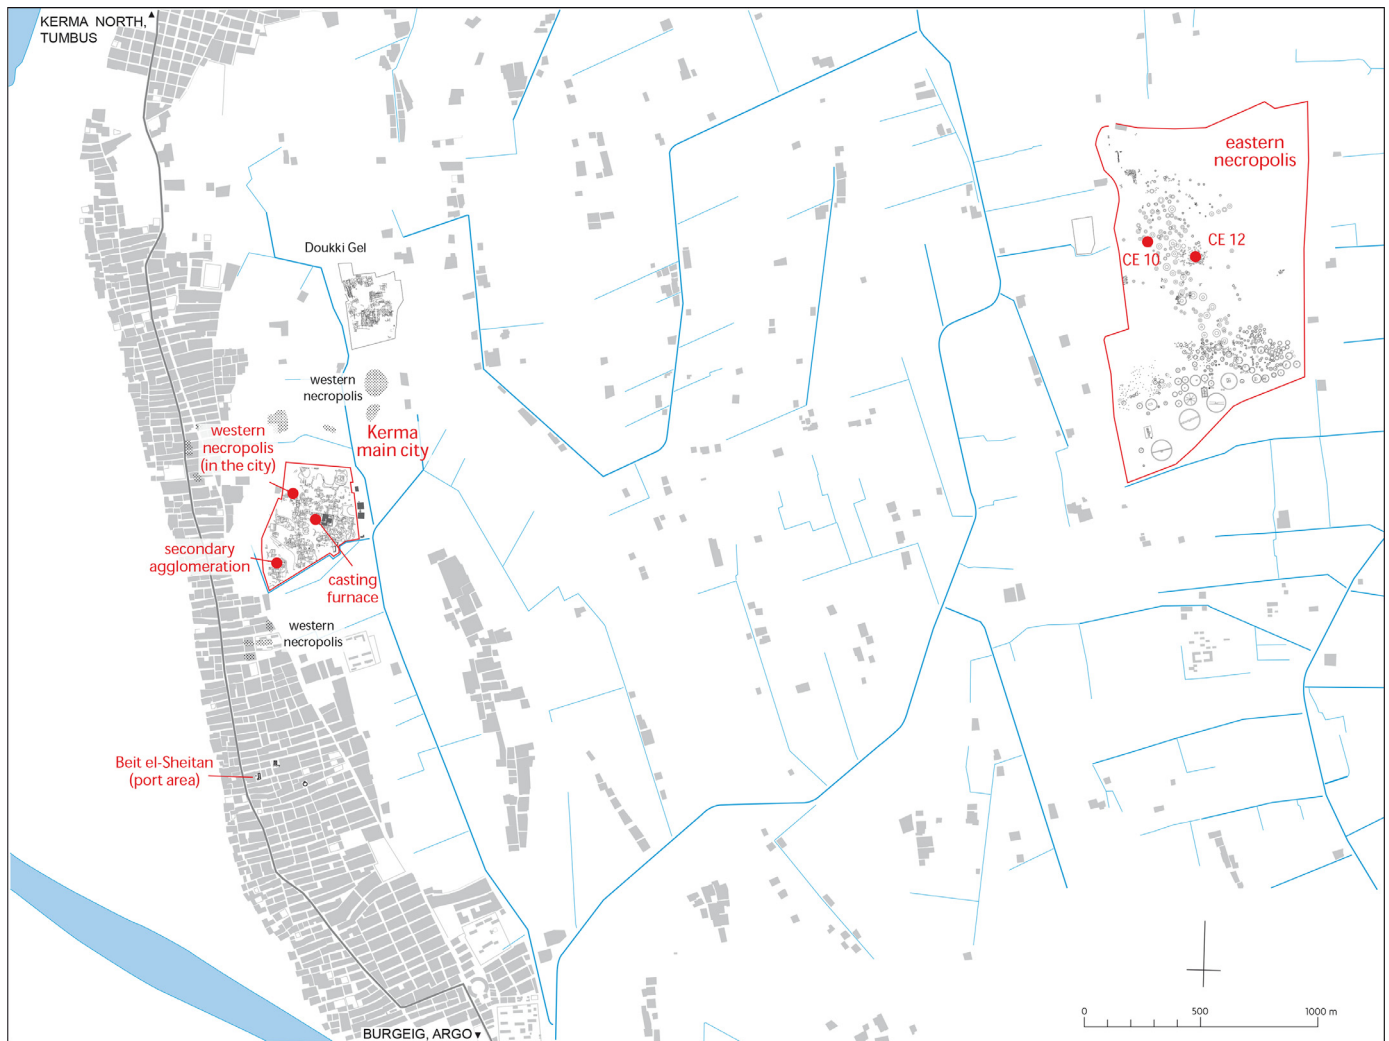 KERMA NORTH,
TUMBUS
eastern
necropolis
CE 12
CE 10
Doukki Gel
western
necropolis
Kerma
main city
western
necropolis
(in the city)
secondary
agglomeration
casting
furnace
western
necropolis
Beit el-Sheitan
(port area)
BURGEIG, ARGO
0 500 1000 m